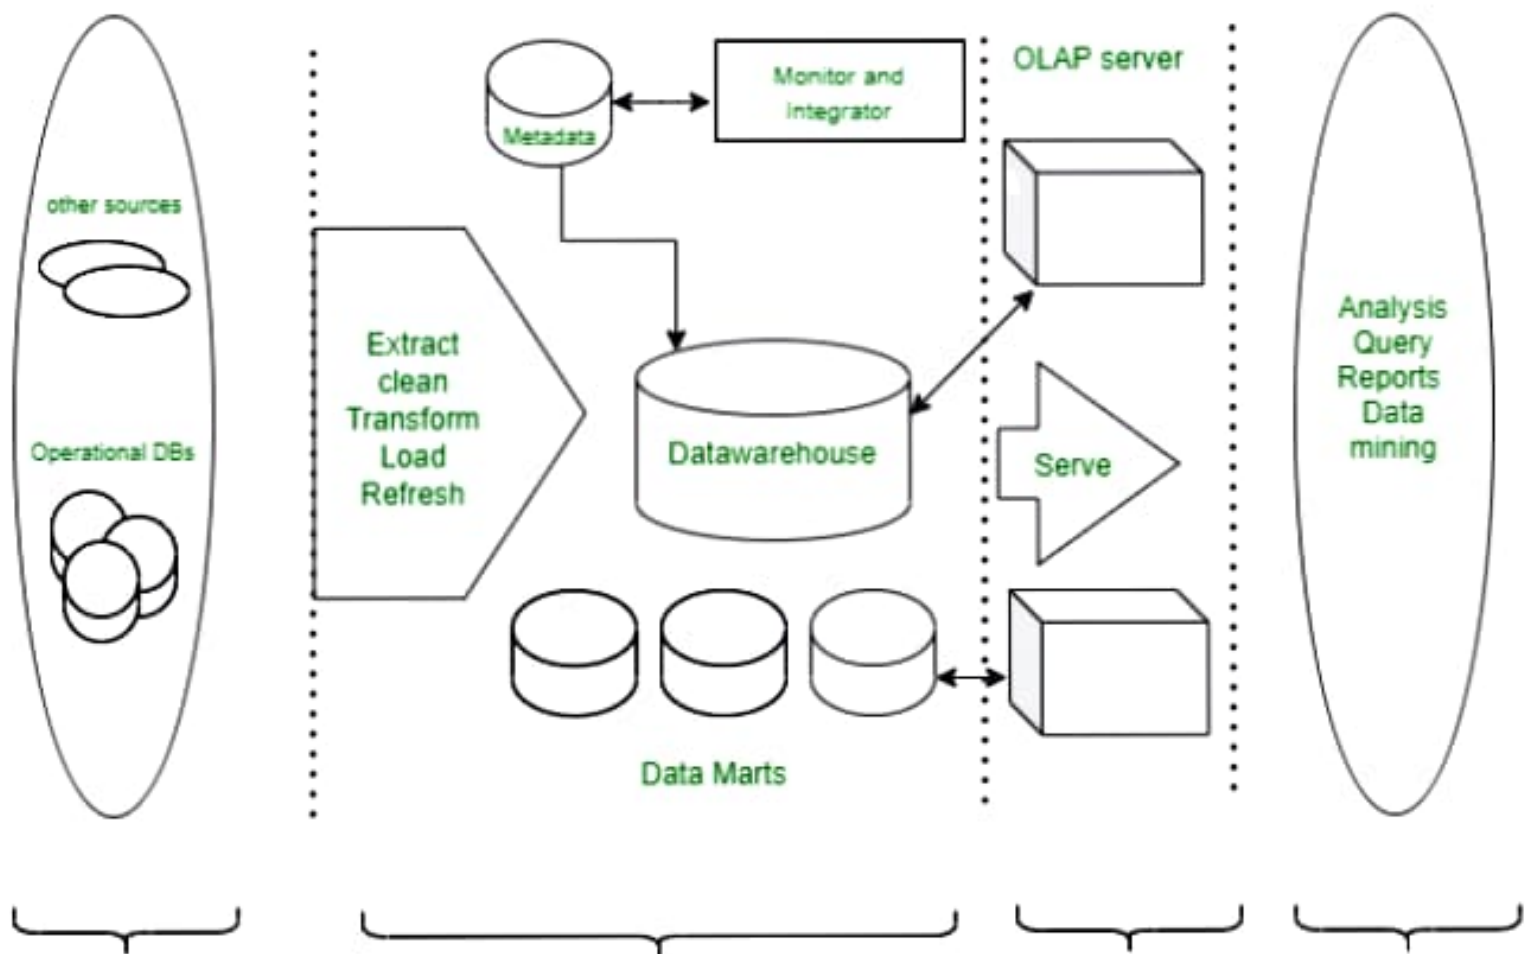 other sources
Operational DBs
Extract
clean
Transform
Load
Refresh
Metadata
Monitor and
Integrator
Datawarehouse
Data Marts
OLAP server
Serve
Analysis
Query
Reports
Data
mining